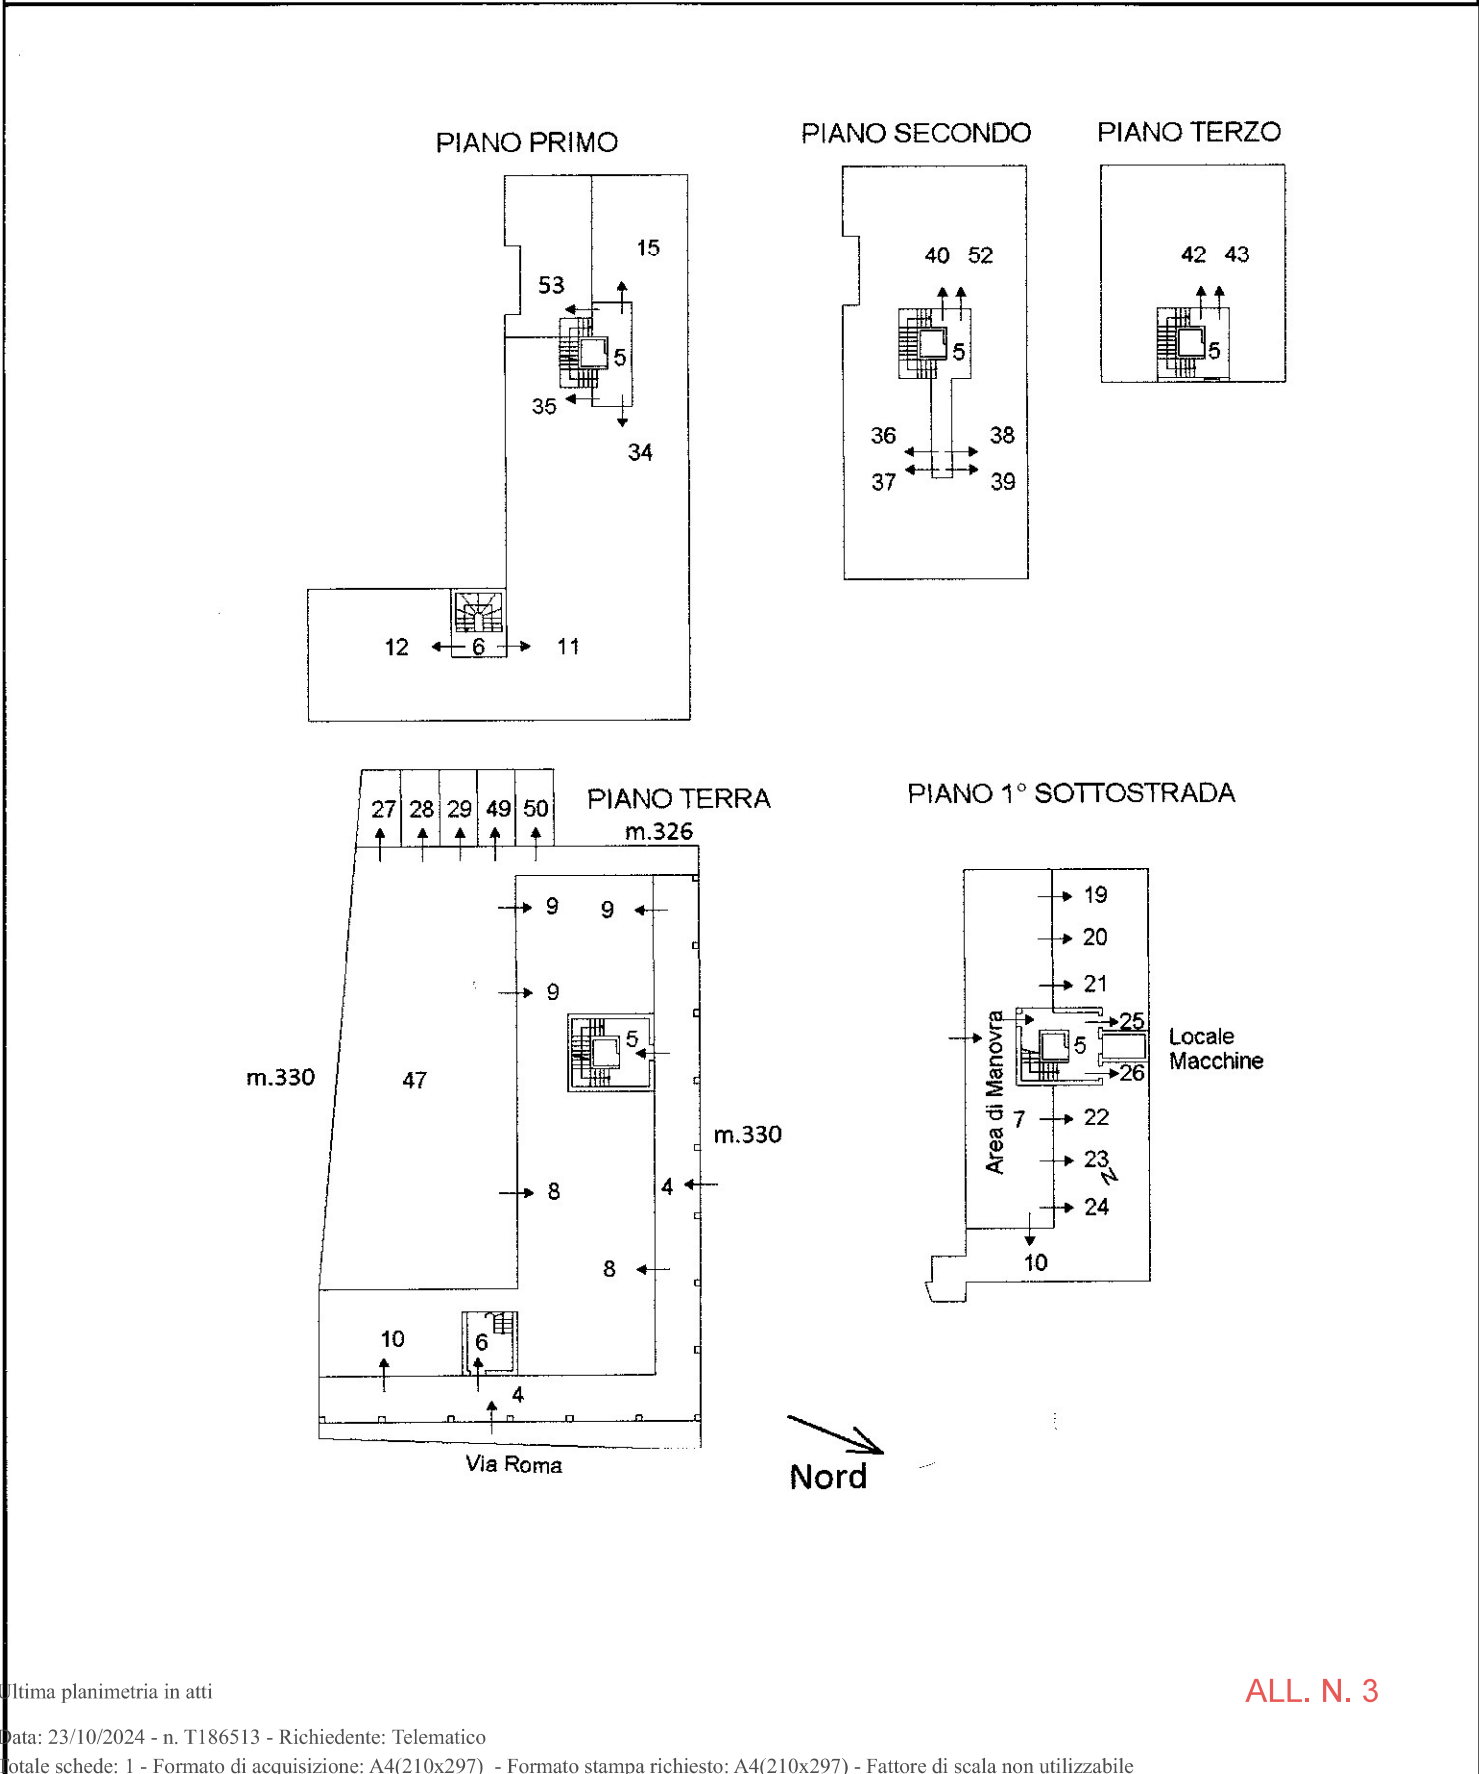 PIANO PRIMO
PIANO SECONDO
PIANO TERZO
15
53
5
35
34
12
6
11
40 52
5
36
38
37
39
42 43
5
PIANO TERRA
m.326
27 28 29 49 50
9
9
9
5
m.330
47
m.330
8
4
8
10
6
4
Via Roma
PIANO 1° SOTTOSTRADA
19
20
21
25
Locale
Macchine
5
26
Area di Manovra
7
22
23
N
24
10
Nord
ALL. N. 3
Ultima planimetria in atti
Data: 23/10/2024 - n. T186513 - Richiedente: Telematico
Totale schede: 1 - Formato di acquisizione: A4(210x297) - Formato stampa richiesto: A4(210x297) - Fattore di scala non utilizzabile